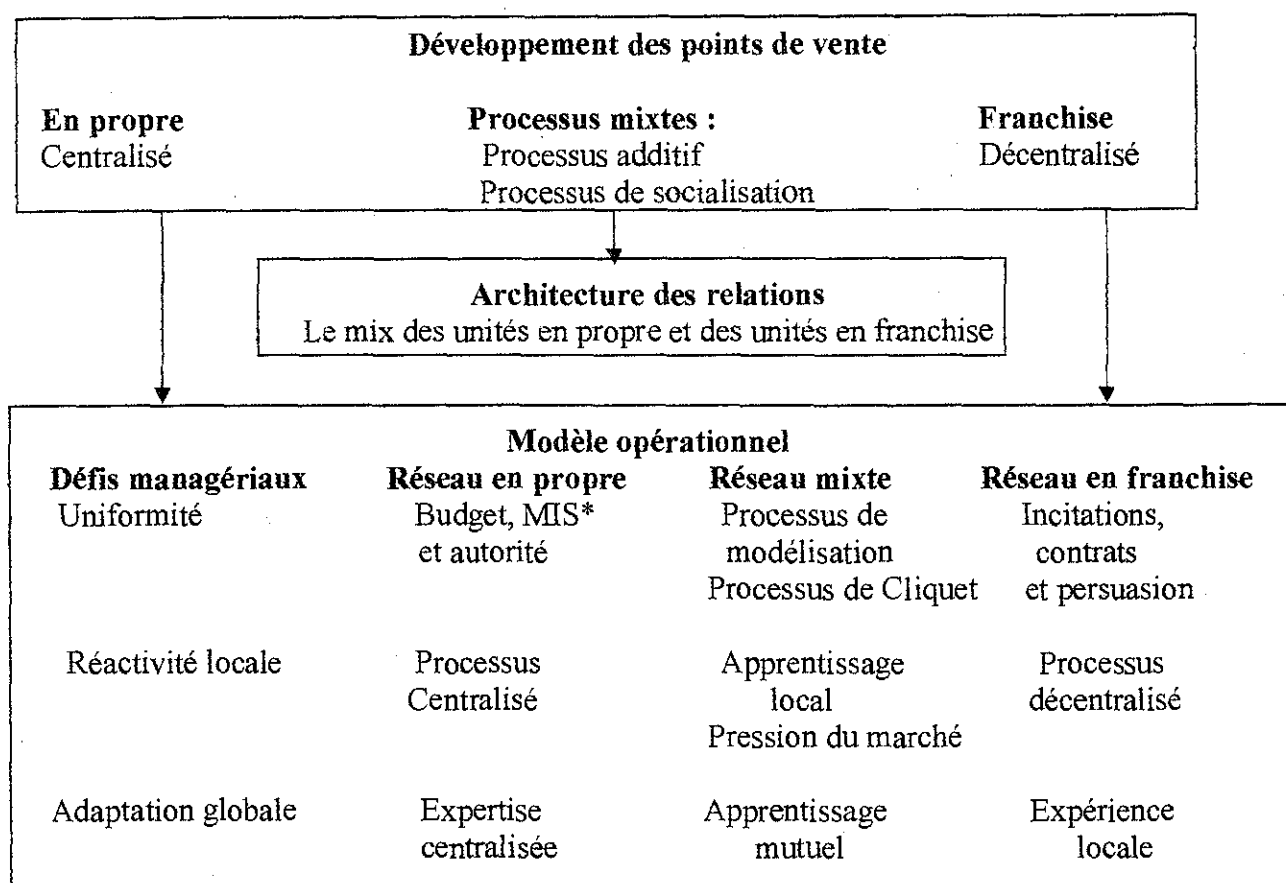 Développement des points de vente
En propre Processus mixtes : Franchise
Centralisé Processus additif Décentralisé
Processus de socialisation
Architecture des relations
Le mix des unités en propre et des unités en franchise
Modèle opérationnel
Défis managériaux Réseau en propre Réseau mixte Réseau en franchise
Uniformité Budget, MIS* Processus de Incitations,
et autorité modélisation contrats
Processus de Cliquet et persuasion
Réactivité locale Processus Apprentissage Processus
Centralisé local décentralisé
Pression du marché
Adaptation globale Expertise Apprentissage Expérience
centralisée mutuel locale